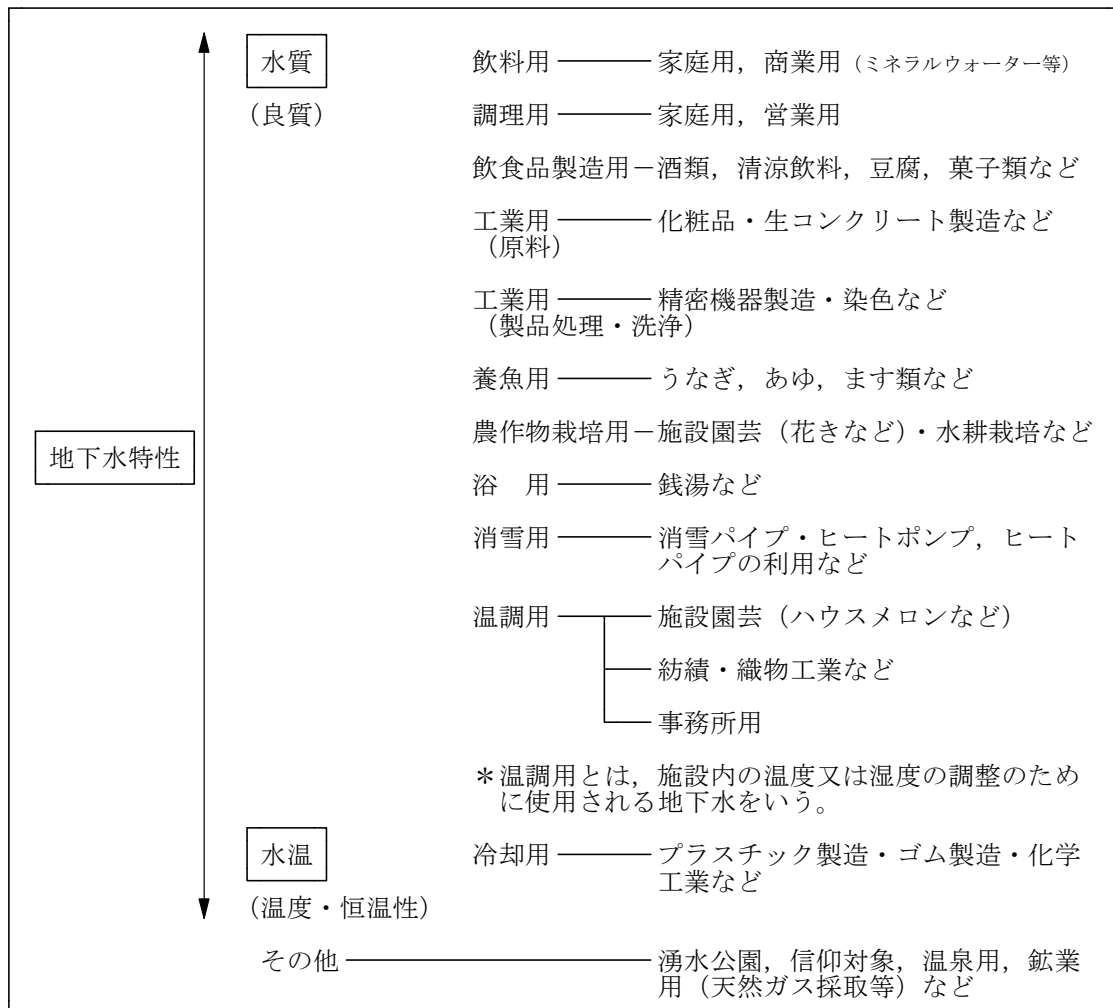 水質
飲料用 家庭用，商業用（ミネラルウォーター等）
（良質）
調理用 家庭用，営業用
飲食品製造用－酒類，清涼飲料，豆腐，菓子類など
工業用 化粧品・生コンクリート製造など
（原料）
工業用 精密機器製造・染色など
（製品処理・洗浄）
養魚用 うなぎ，あゆ，ます類など
農作物栽培用－施設園芸（花きなど）・水耕栽培など
地下水特性
浴　用 銭湯など
消雪用 消雪パイプ・ヒートポンプ，ヒート
パイプの利用など
温調用 施設園芸（ハウスメロンなど）
紡績・織物工業など
事務所用
＊温調用とは，施設内の温度又は湿度の調整のため
に使用される地下水をいう。
水温
冷却用 プラスチック製造・ゴム製造・化学
工業など
（温度・恒温性）
その他 湧水公園，信仰対象，温泉用，鉱業
用（天然ガス採取等）など